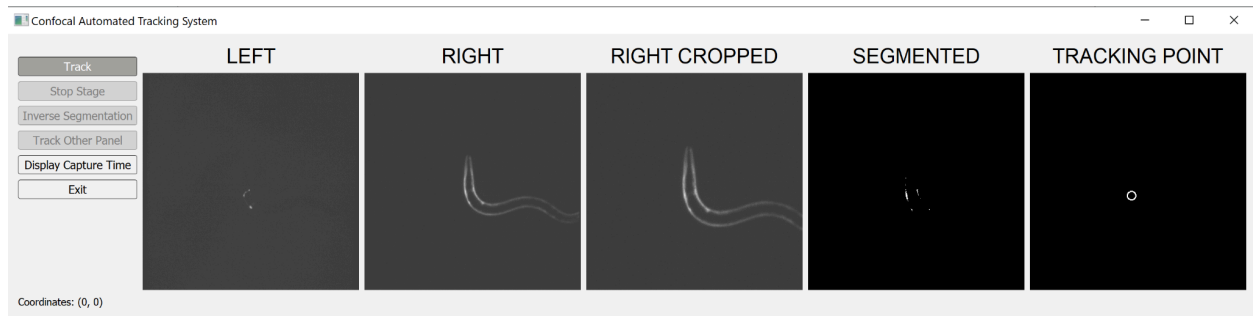 Confocal Automated Tracking System
Track
Stop Stage
Inverse Segmentation
Track Other Panel
Display Capture Time
Exit
LEFT
RIGHT
RIGHT CROPPED
SEGMENTED
TRACKING POINT
Coordinates: (0, 0)